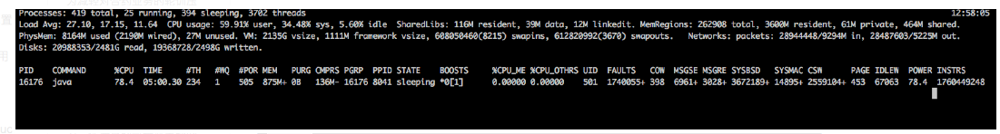 Processes: 419 total, 25 running, 394 sleeping, 3702 threads 12:58:05
Load Avg: 27.10, 17.15, 11.64 CPU usage: 59.91% user, 34.48% sys, 5.60% idle SharedLibs: 116M resident, 39M data, 12M linkedit. MemRegions: 262908 total, 3600M resident, 61M private, 464M shared.
PhysMem: 8164M used (2190M wired), 27M unused. VM: 2135G vsize, 1111M framework vsize, 608050460(8215) swapins, 612820992(3670) swapouts. Networks: packets: 28944448/9294M in, 28487603/5225M out.
Disks: 20988353/2481G read, 19368728/2498G written.
PID COMMAND %CPU TIME #TH #WQ #POR MEM PURG CMPRS PGRP PPID STATE BOOSTS %CPU_ME %CPU_OTHRS UID FAULTS COW MSGSE MSGRE SYSBSD SYSMAC CSW PAGE IDLEW POWER INSTRS
16176 java 78.4 05:00.30 234 1 505 875M+ 0B 136M- 16176 8041 sleeping *0[1] 0.00000 0.00000 501 1740055+ 398 6961+ 3028+ 3672189+ 14895+ 2559104+ 453 67063 78.4 1760449248
用
uc